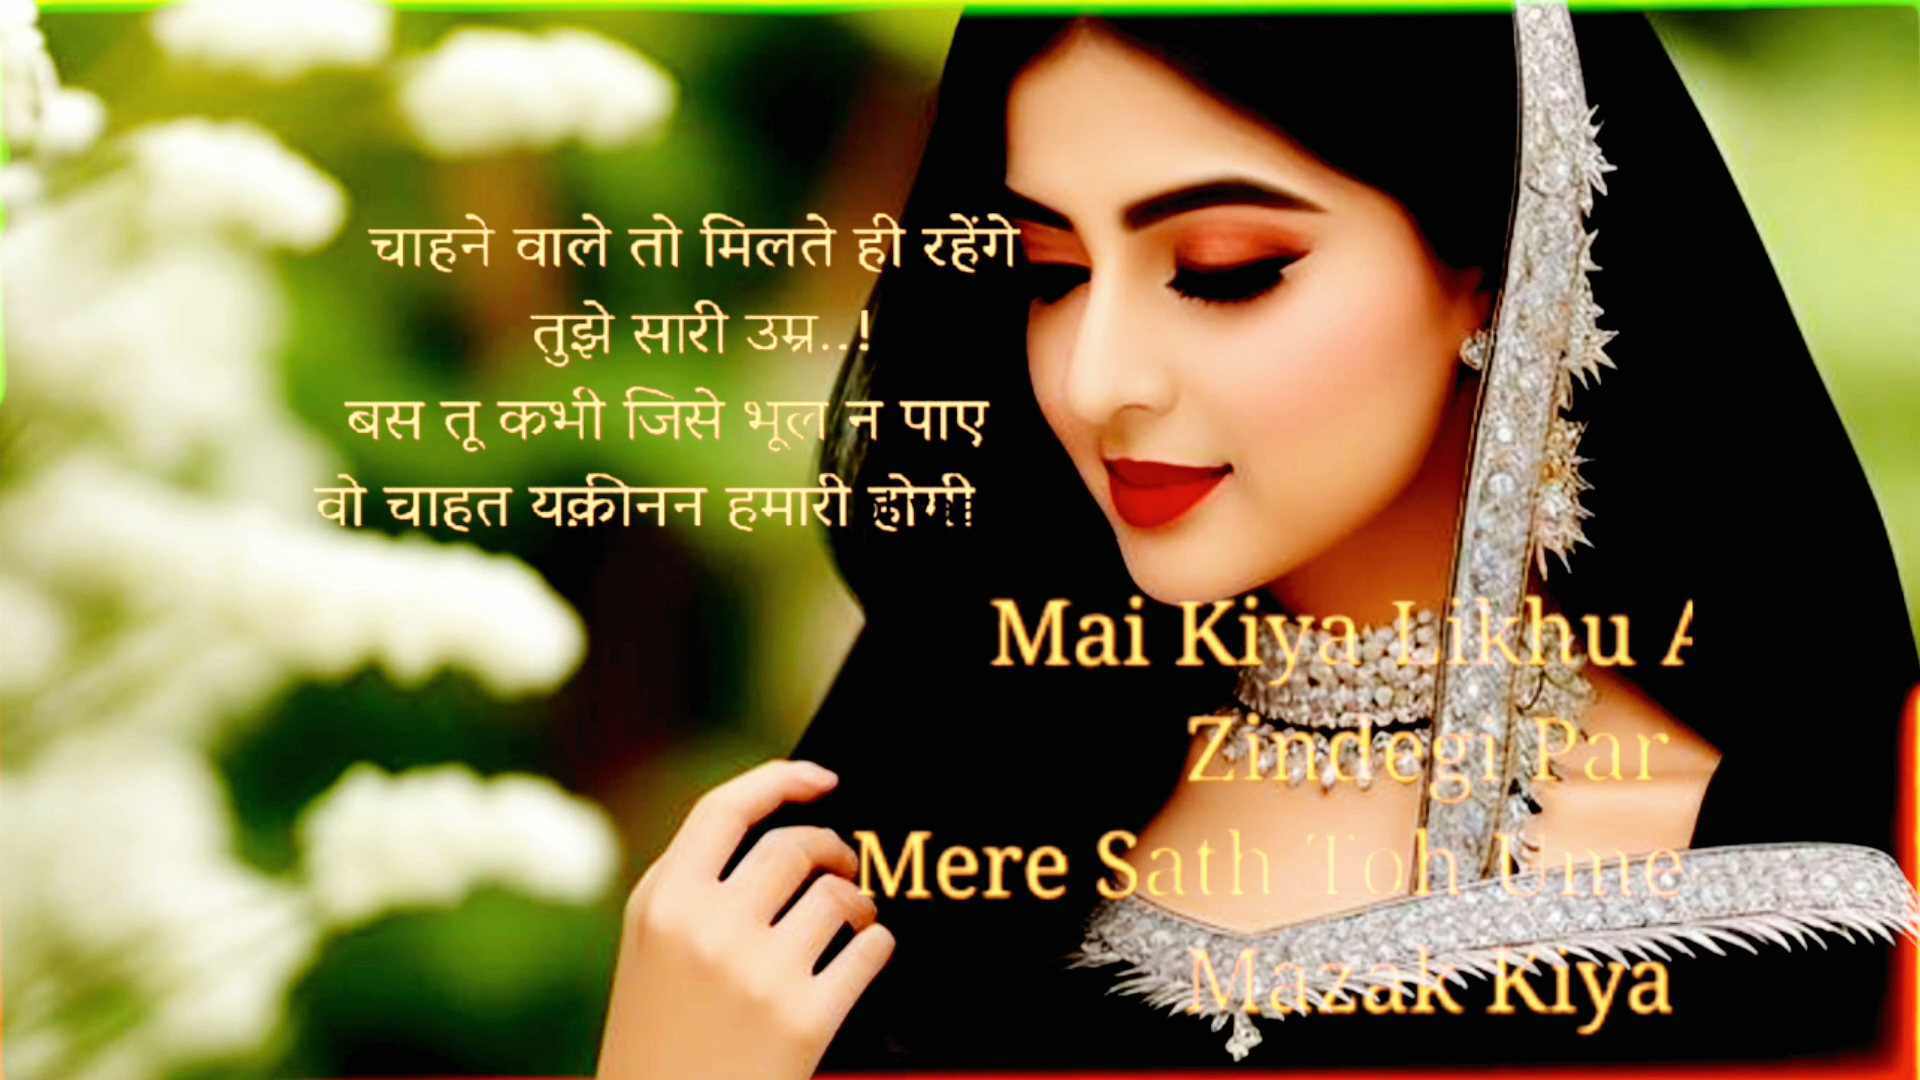 चाहने वाले तो मिलते ही रहेंगे
तुझे सारी उम्र..!
बस तू कभी जिसे भूल न पाए
वो चाहत यक़ीनन हमारी होगी
Mai Kiya Likhu A
Zindegi Par
Mere Sath Toh Ume
Mazak Kiya